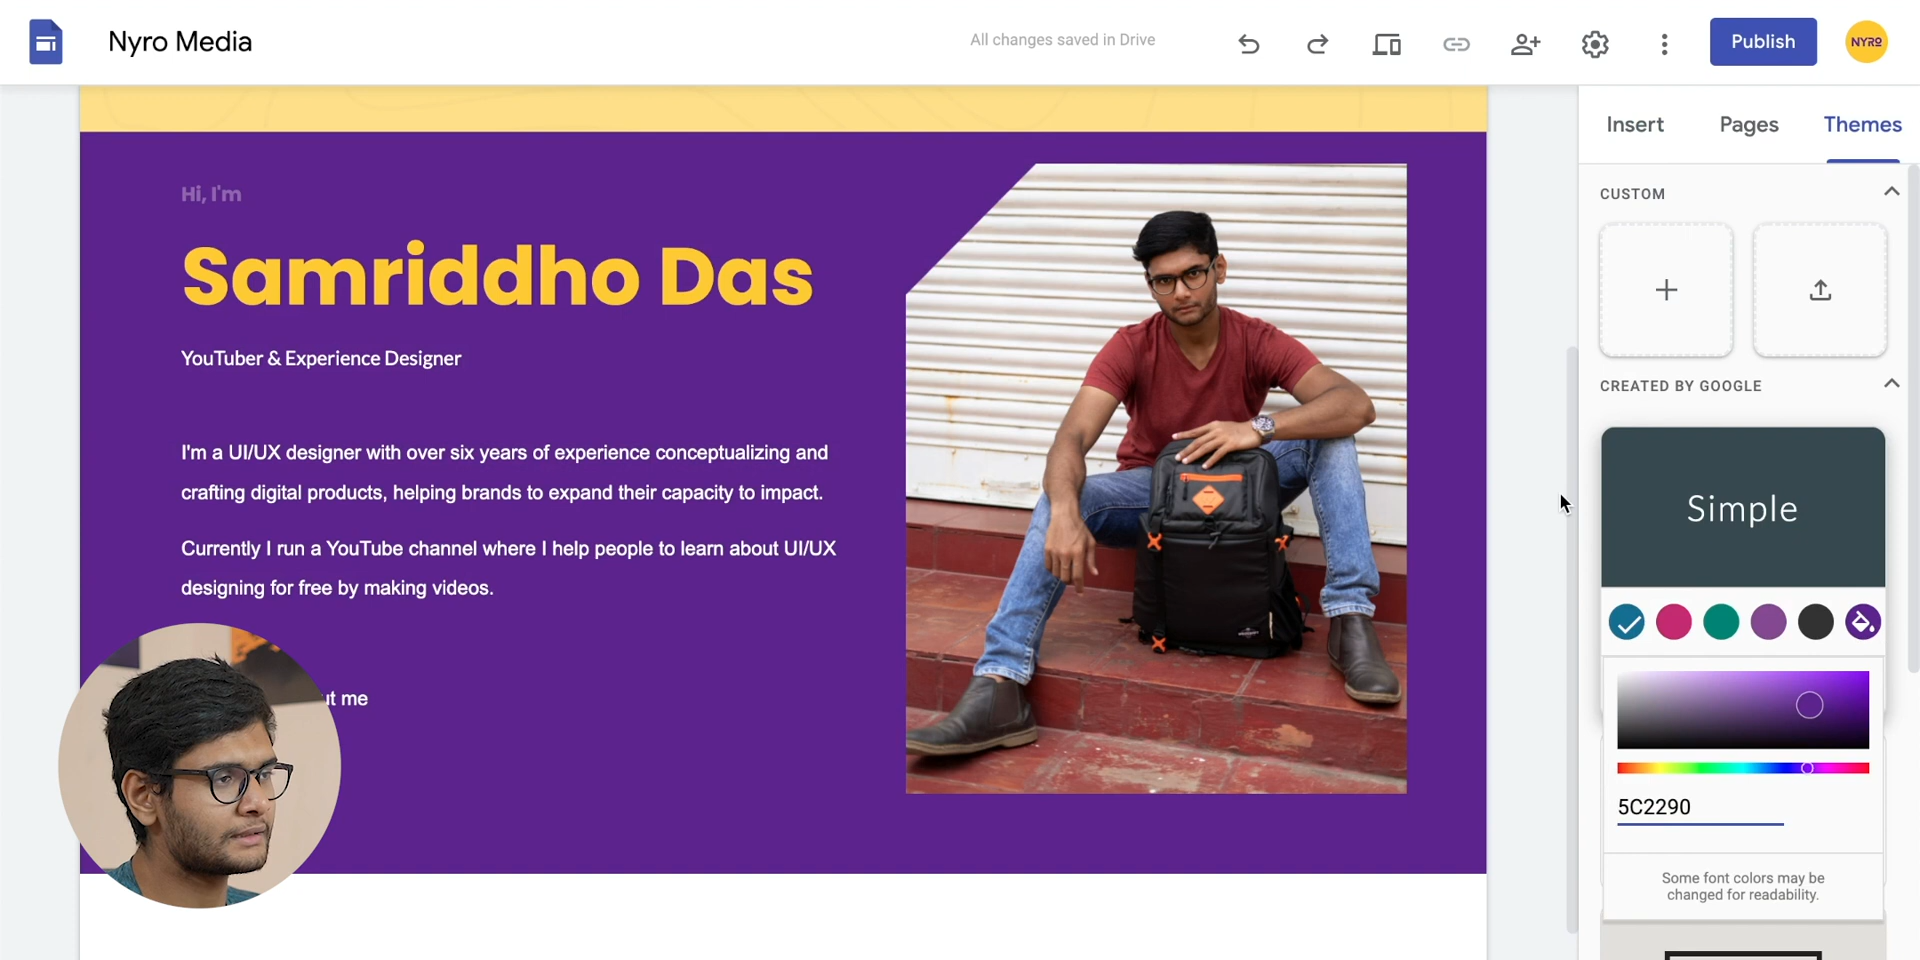 Nyro Media
All changes saved in Drive
Publish
NYRO
Insert
Pages
Themes
Hi, I'm
Samriddho Das
YouTuber & Experience Designer
I'm a UI/UX designer with over six years of experience conceptualizing and
crafting digital products, helping brands to expand their capacity to impact.
Currently I run a YouTube channel where I help people to learn about UI/UX
designing for free by making videos.
me
CUSTOM
CREATED BY GOOGLE
Simple
5C2290
Some font colors may be
changed for readability.